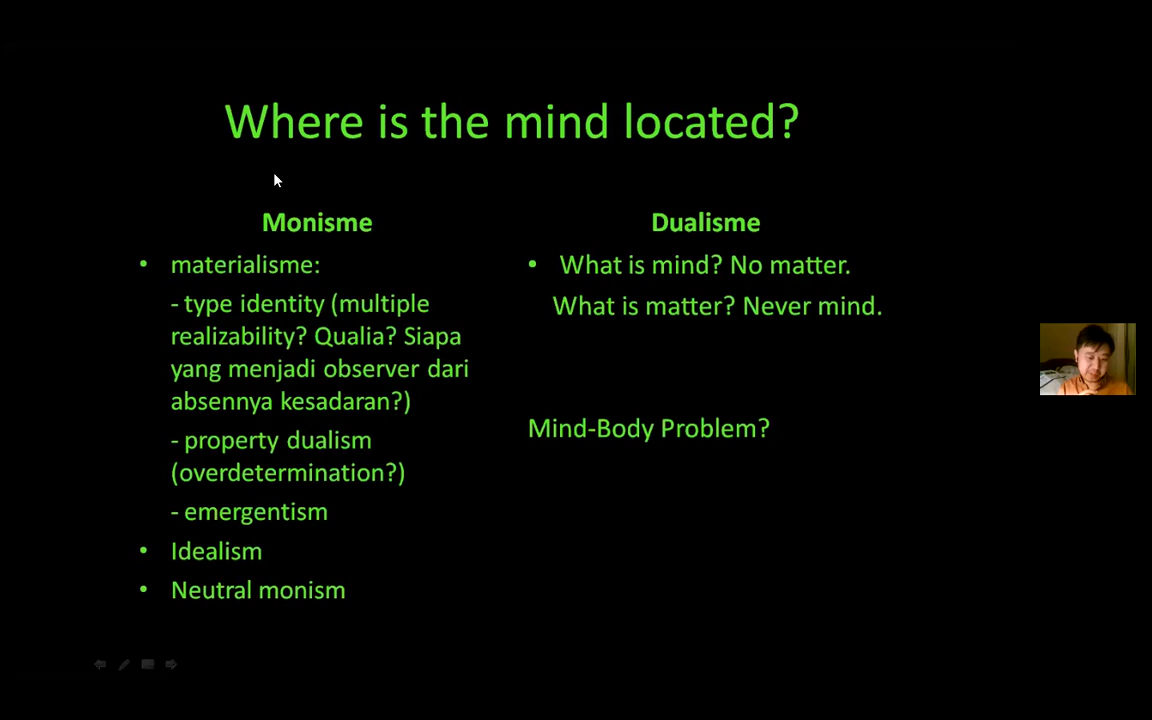 Where is the mind located?
Monisme
• materialisme:
- type identity (multiple
realizability? Qualia? Siapa
yang menjadi observer dari
absennya kesadaran?)
- property dualism
(overdetermination?)
- emergentism
• Idealism
• Neutral monism
Dualisme
• What is mind? No matter.
What is matter? Never mind.
Mind-Body Problem?